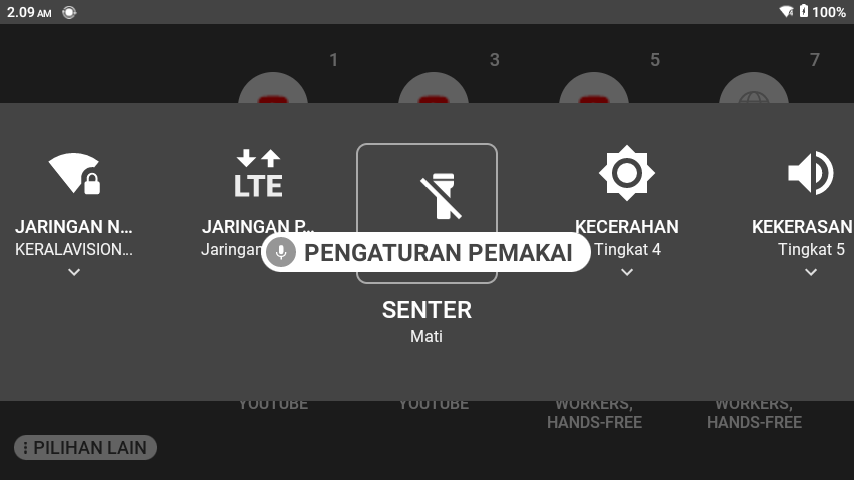 2.09 AM
100%
1
3
5
7
LTE
JARINGAN N...
KERALAVISION...
JARINGAN P...
Jaringan
KECERAHAN
Tingkat 4
KEKERASAN
Tingkat 5
PENGATURAN PEMAKAI
SENTER
Mati
YOUTUBE
YOUTUBE
WORKERS,
HANDS-FREE
WORKERS,
HANDS-FREE
PILIHAN LAIN